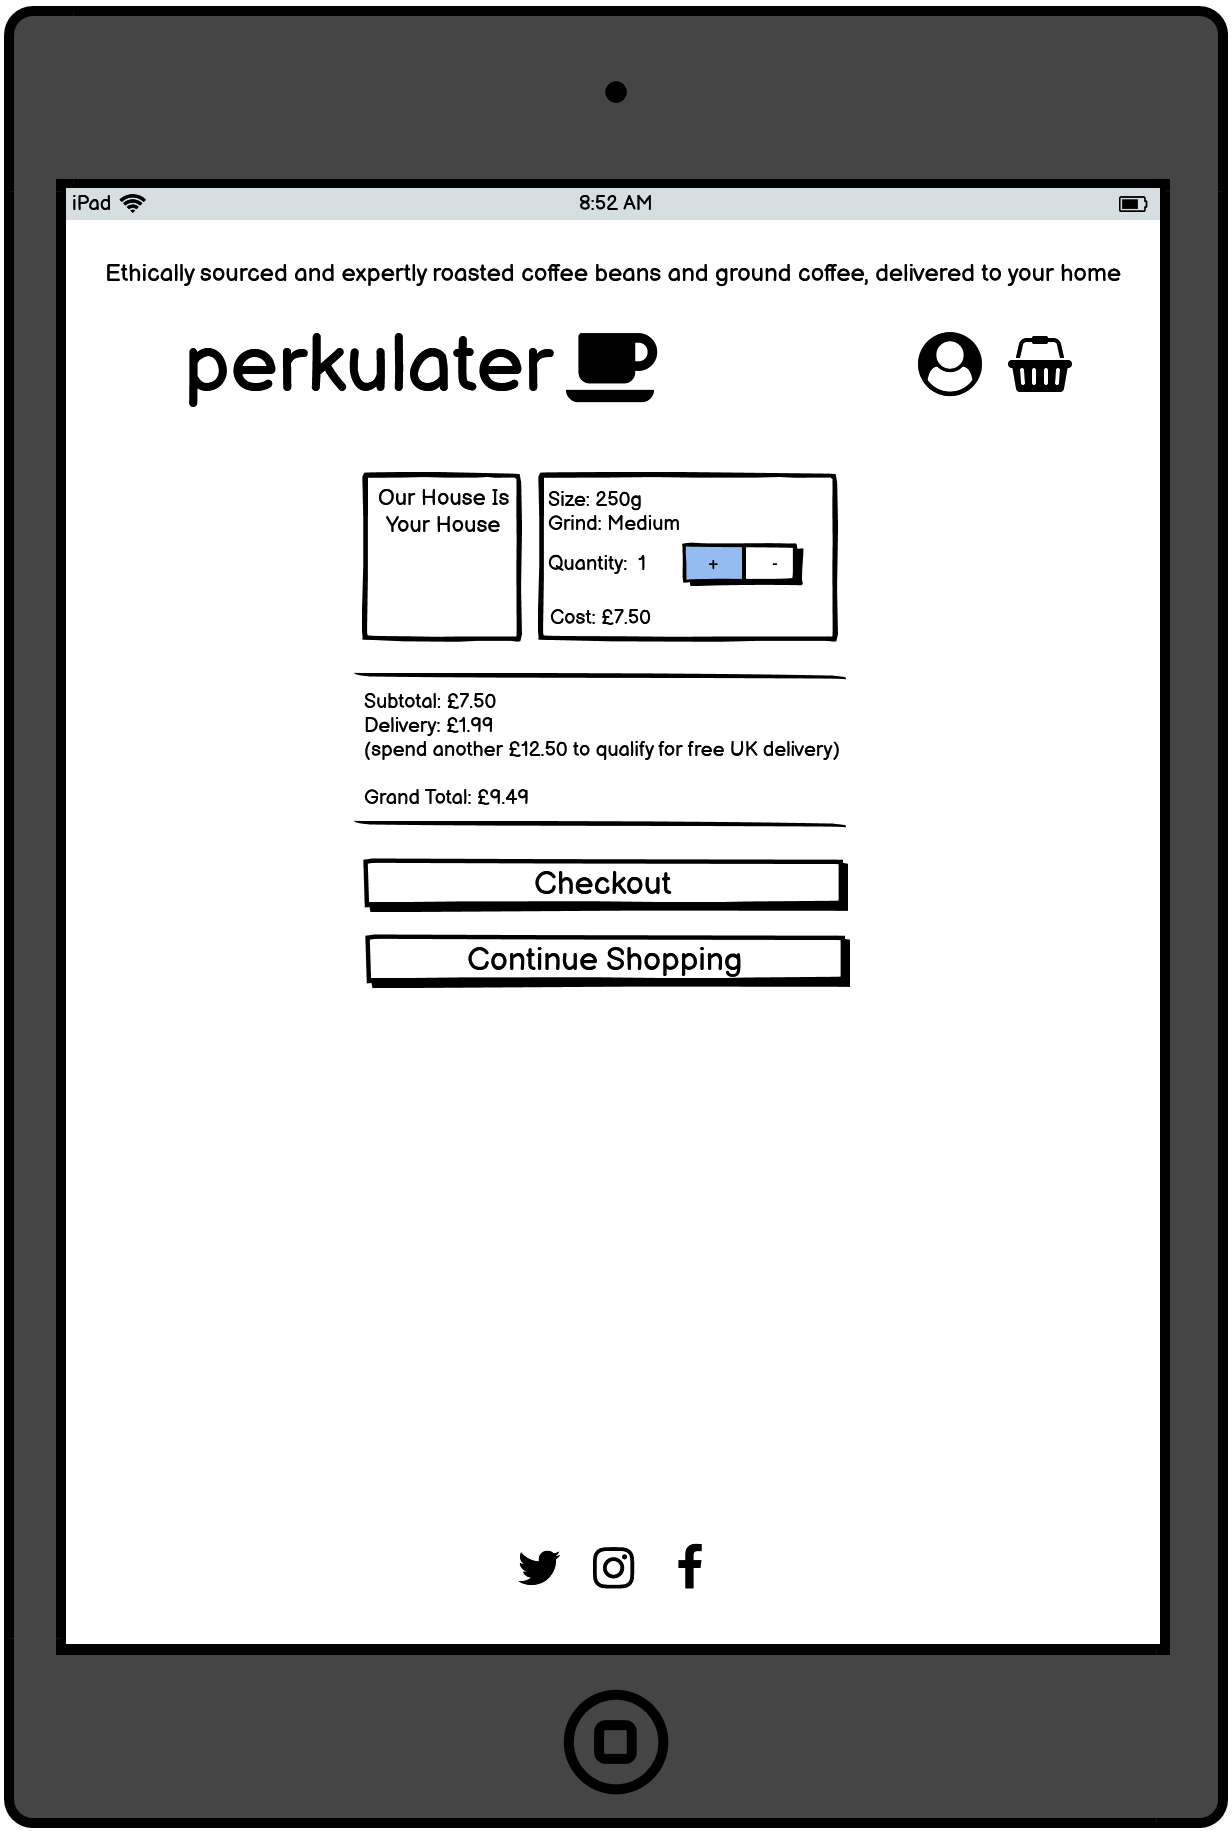 iPad
8:52 AM
Ethically sourced and expertly roasted coffee beans and ground coffee, delivered to your home
perkulater
Our House Is
Your House
Size: 250g
Grind: Medium
Quantity: 1
+ -
Cost: £7.50
Subtotal: £7.50
Delivery: £1.99
(spend another £12.50 to qualify for free UK delivery)
Grand Total: £9.49
Checkout
Continue Shopping